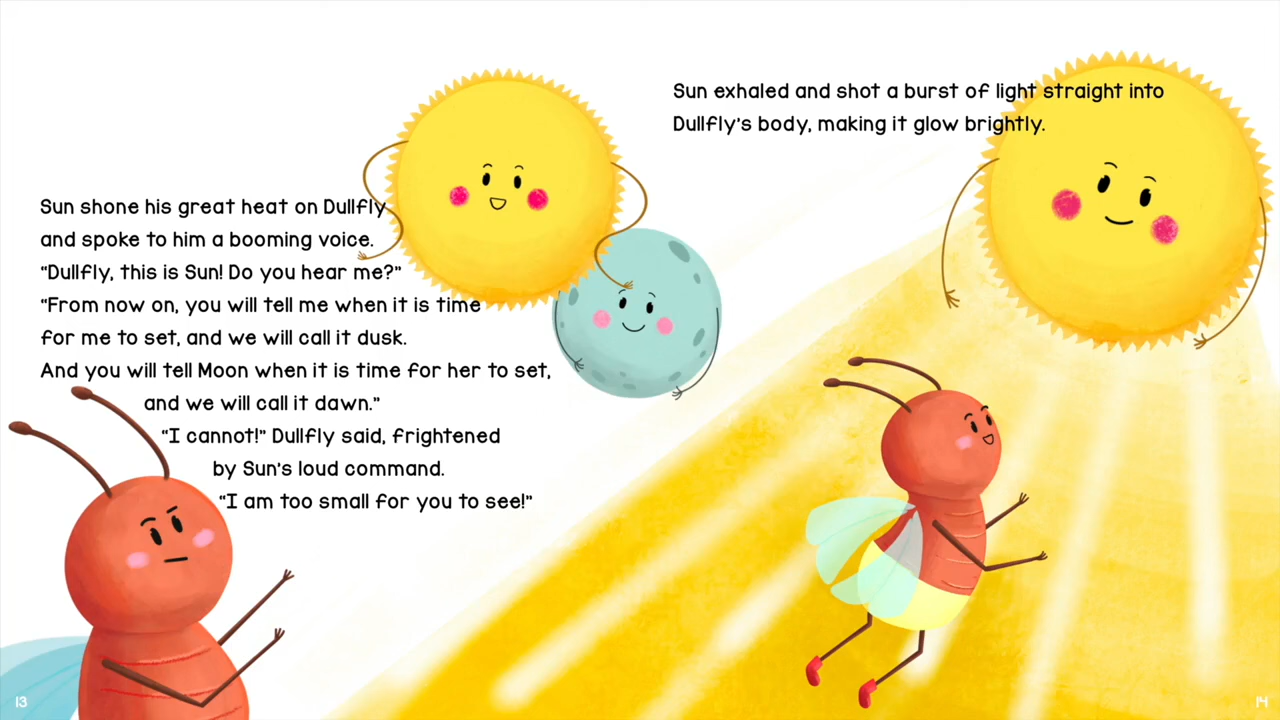 Sun shone his great heat on Dullfly
and spoke to him a booming voice.
“Dullfly, this is Sun! Do you hear me?”
“From now on, you will tell me when it is time
for me to set, and we will call it dusk.
And you will tell Moon when it is time for her to set,
and we will call it dawn.”
“I cannot!” Dullfly said, frightened
by Sun’s loud command.
“I am too small for you to see!”
13
Sun exhaled and shot a burst of light straight into
Dullfly’s body, making it glow brightly.
14